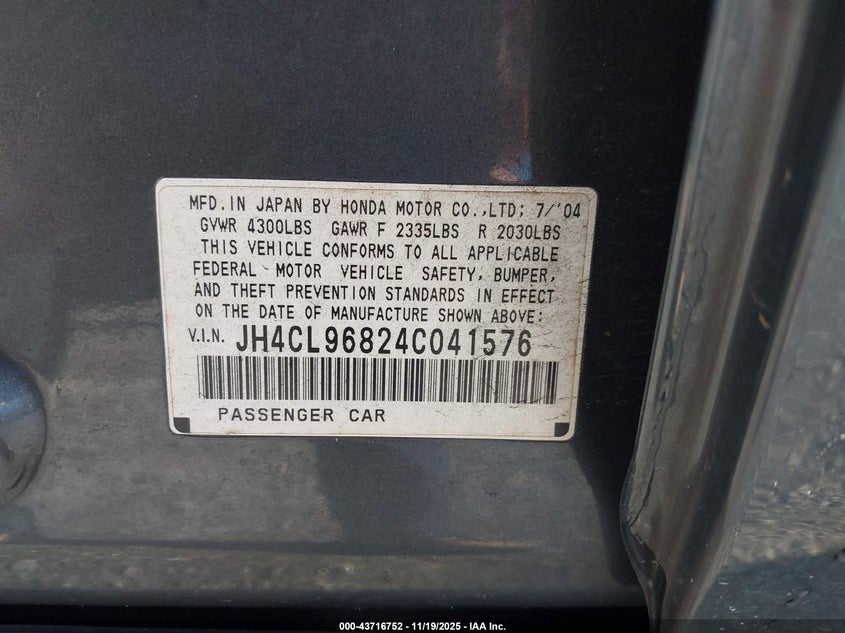 MFD. IN JAPAN BY HONDA MOTOR CO.,LTD; 7/'04
GVWR 4300LBS GAWR F 2335LBS R 2030LBS
THIS VEHICLE CONFORMS TO ALL APPLICABLE
FEDERAL MOTOR VEHICLE SAFETY, BUMPER,
AND THEFT PREVENTION STANDARDS IN EFFECT
ON THE DATE OF MANUFACTURE SHOWN ABOVE:
V.I.N. JH4CL96824C041576
PASSENGER CAR
000-43716752 - 11/19/2025 - IAA Inc.